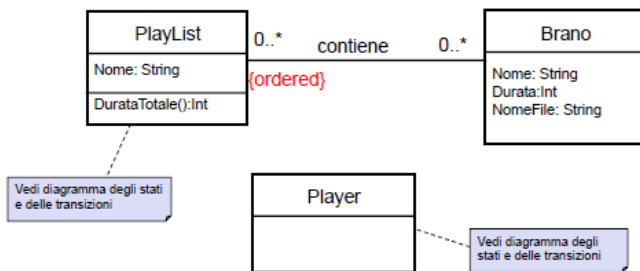 PlayList
Nome: String
DurataTotale():Int
0..*
contiene
0..*
{ordered}
Brano
Nome: String
Durata:Int
NomeFile: String
Vedi diagramma degli stati
e delle transizioni
Player
Vedi diagramma degli
stati e delle transizioni